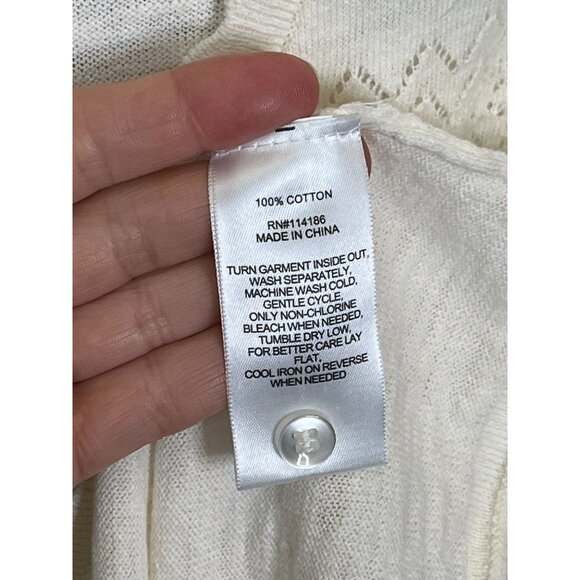 100% COTTON
RN#114186
MADE IN CHINA
TURN GARMENT INSIDE OUT,
WASH SEPARATELY,
MACHINE WASH COLD,
GENTLE CYCLE,
ONLY NON-CHLORINE
BLEACH WHEN NEEDED,
TUMBLE DRY LOW,
FOR BETTER CARE LAY
FLAT,
COOL IRON ON REVERSE
WHEN NEEDED